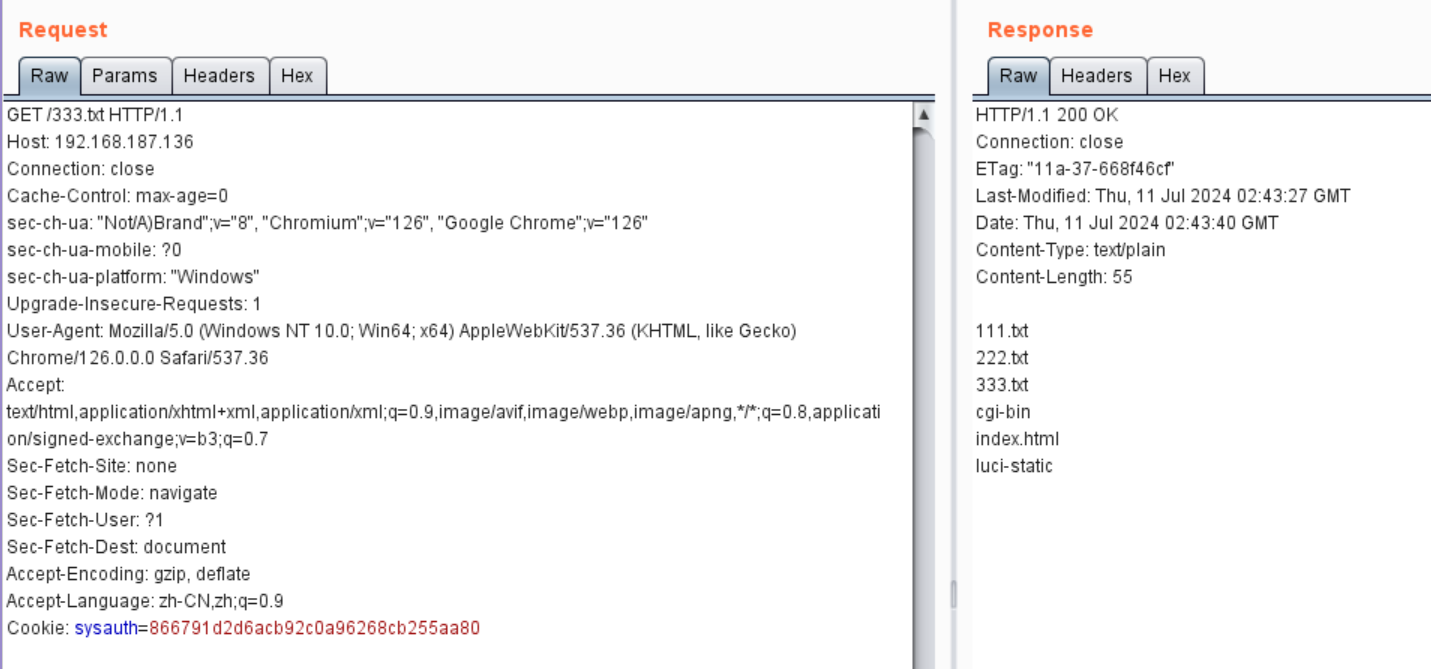 Request
Raw Params Headers Hex
GET /333.txt HTTP/1.1
Host: 192.168.187.136
Connection: close
Cache-Control: max-age=0
sec-ch-ua: "Not/A)Brand";v="8", "Chromium";v="126", "Google Chrome";v="126"
sec-ch-ua-mobile: ?0
sec-ch-ua-platform: "Windows"
Upgrade-Insecure-Requests: 1
User-Agent: Mozilla/5.0 (Windows NT 10.0; Win64; x64) AppleWebKit/537.36 (KHTML, like Gecko)
Chrome/126.0.0.0 Safari/537.36
Accept:
text/html,application/xhtml+xml,application/xml;q=0.9,image/avif,image/webp,image/apng,*/*;q=0.8,applicati
on/signed-exchange;v=b3;q=0.7
Sec-Fetch-Site: none
Sec-Fetch-Mode: navigate
Sec-Fetch-User: ?1
Sec-Fetch-Dest: document
Accept-Encoding: gzip, deflate
Accept-Language: zh-CN,zh;q=0.9
Cookie: sysauth=866791d2d6acb92c0a96268cb255aa80
Response
Raw Headers Hex
HTTP/1.1 200 OK
Connection: close
ETag: "11a-37-668f46cf"
Last-Modified: Thu, 11 Jul 2024 02:43:27 GMT
Date: Thu, 11 Jul 2024 02:43:40 GMT
Content-Type: text/plain
Content-Length: 55
111.txt
222.txt
333.txt
cgi-bin
index.html
luci-static